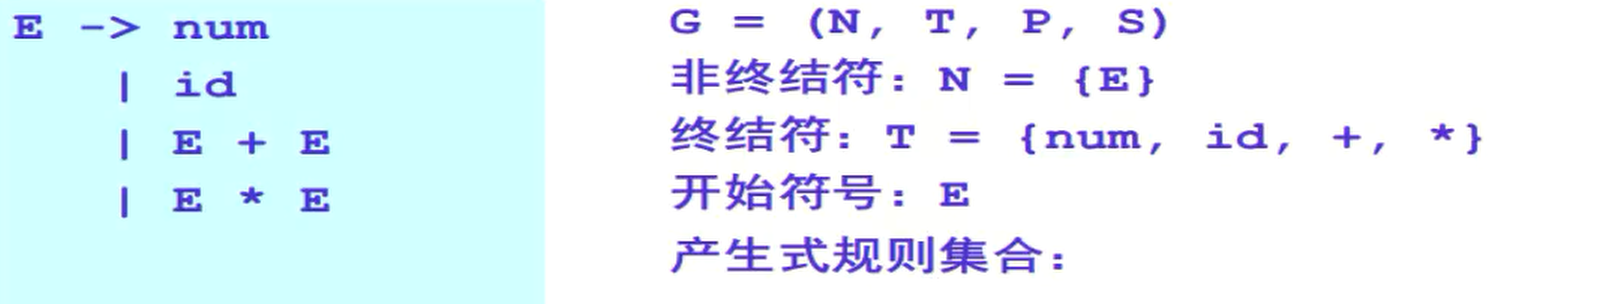 E -> num
| id
| E + E
| E * E
G = (N, T, P, S)
非终结符: N = {E}
终结符: T = {num, id, +, *}
开始符号: E
产生式规则集合: